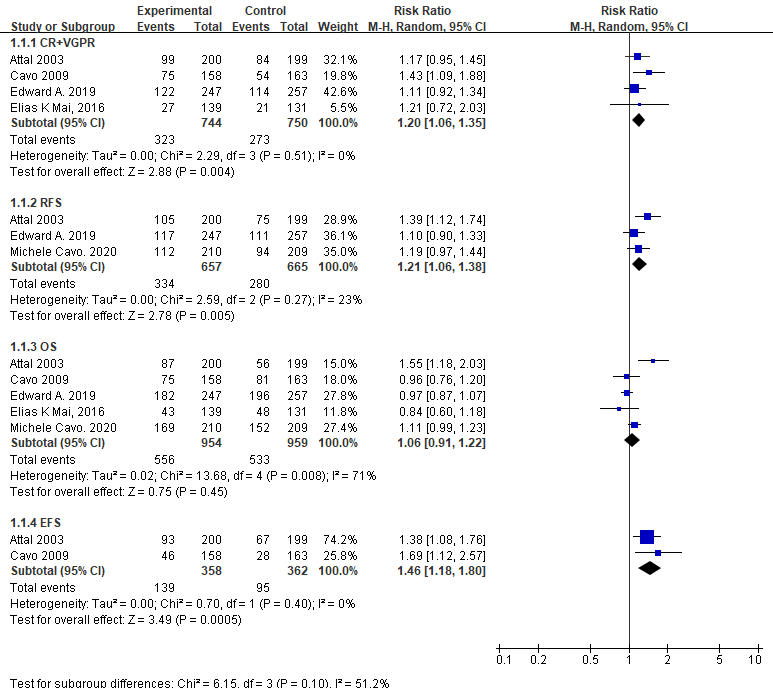 Experimental Control Risk Ratio Risk Ratio
Study or Subgroup Events Total Events Total Weight M-H, Random, 95% CI M-H, Random, 95% CI
1.1.1 CR+VGPR
Attal 2003 99 200 84 199 32.1% 1.17 [0.95, 1.45]
Cavo 2009 75 158 54 163 19.8% 1.43 [1.09, 1.88]
Edward A. 2019 122 247 114 257 42.6% 1.11 [0.92, 1.34]
Elias K Mai, 2016 27 139 21 131 5.5% 1.21 [0.72, 2.03]
Subtotal (95% CI) 744 750 100.0% 1.20 [1.06, 1.35]
Total events 323 273
Heterogeneity: Tau² = 0.00; Chi² = 2.29, df = 3 (P = 0.51); I² = 0%
Test for overall effect: Z = 2.88 (P = 0.004)
1.1.2 RFS
Attal 2003 105 200 75 199 28.9% 1.39 [1.12, 1.74]
Edward A. 2019 117 247 111 257 36.1% 1.10 [0.90, 1.33]
Michele Cavo. 2020 112 210 94 209 35.0% 1.19 [0.97, 1.44]
Subtotal (95% CI) 657 665 100.0% 1.21 [1.06, 1.38]
Total events 334 280
Heterogeneity: Tau² = 0.00; Chi² = 2.59, df = 2 (P = 0.27); I² = 23%
Test for overall effect: Z = 2.78 (P = 0.005)
1.1.3 OS
Attal 2003 87 200 56 199 15.0% 1.55 [1.18, 2.03]
Cavo 2009 75 158 81 163 18.0% 0.96 [0.76, 1.20]
Edward A. 2019 182 247 196 257 27.8% 0.97 [0.87, 1.07]
Elias K Mai, 2016 43 139 48 131 11.8% 0.84 [0.60, 1.18]
Michele Cavo. 2020 169 210 152 209 27.4% 1.11 [0.99, 1.23]
Subtotal (95% CI) 954 959 100.0% 1.06 [0.91, 1.22]
Total events 556 533
Heterogeneity: Tau² = 0.02; Chi² = 13.68, df = 4 (P = 0.008); I² = 71%
Test for overall effect: Z = 0.75 (P = 0.45)
1.1.4 EFS
Attal 2003 93 200 67 199 74.2% 1.38 [1.08, 1.76]
Cavo 2009 46 158 28 163 25.8% 1.69 [1.12, 2.57]
Subtotal (95% CI) 358 362 100.0% 1.46 [1.18, 1.80]
Total events 139 95
Heterogeneity: Tau² = 0.00; Chi² = 0.70, df = 1 (P = 0.40); I² = 0%
Test for overall effect: Z = 3.49 (P = 0.0005)
0.1 0.2 0.5 1 2 5 10
Test for subgroup differences: Chi² = 6.15, df = 3 (P = 0.10), I² = 51.2%